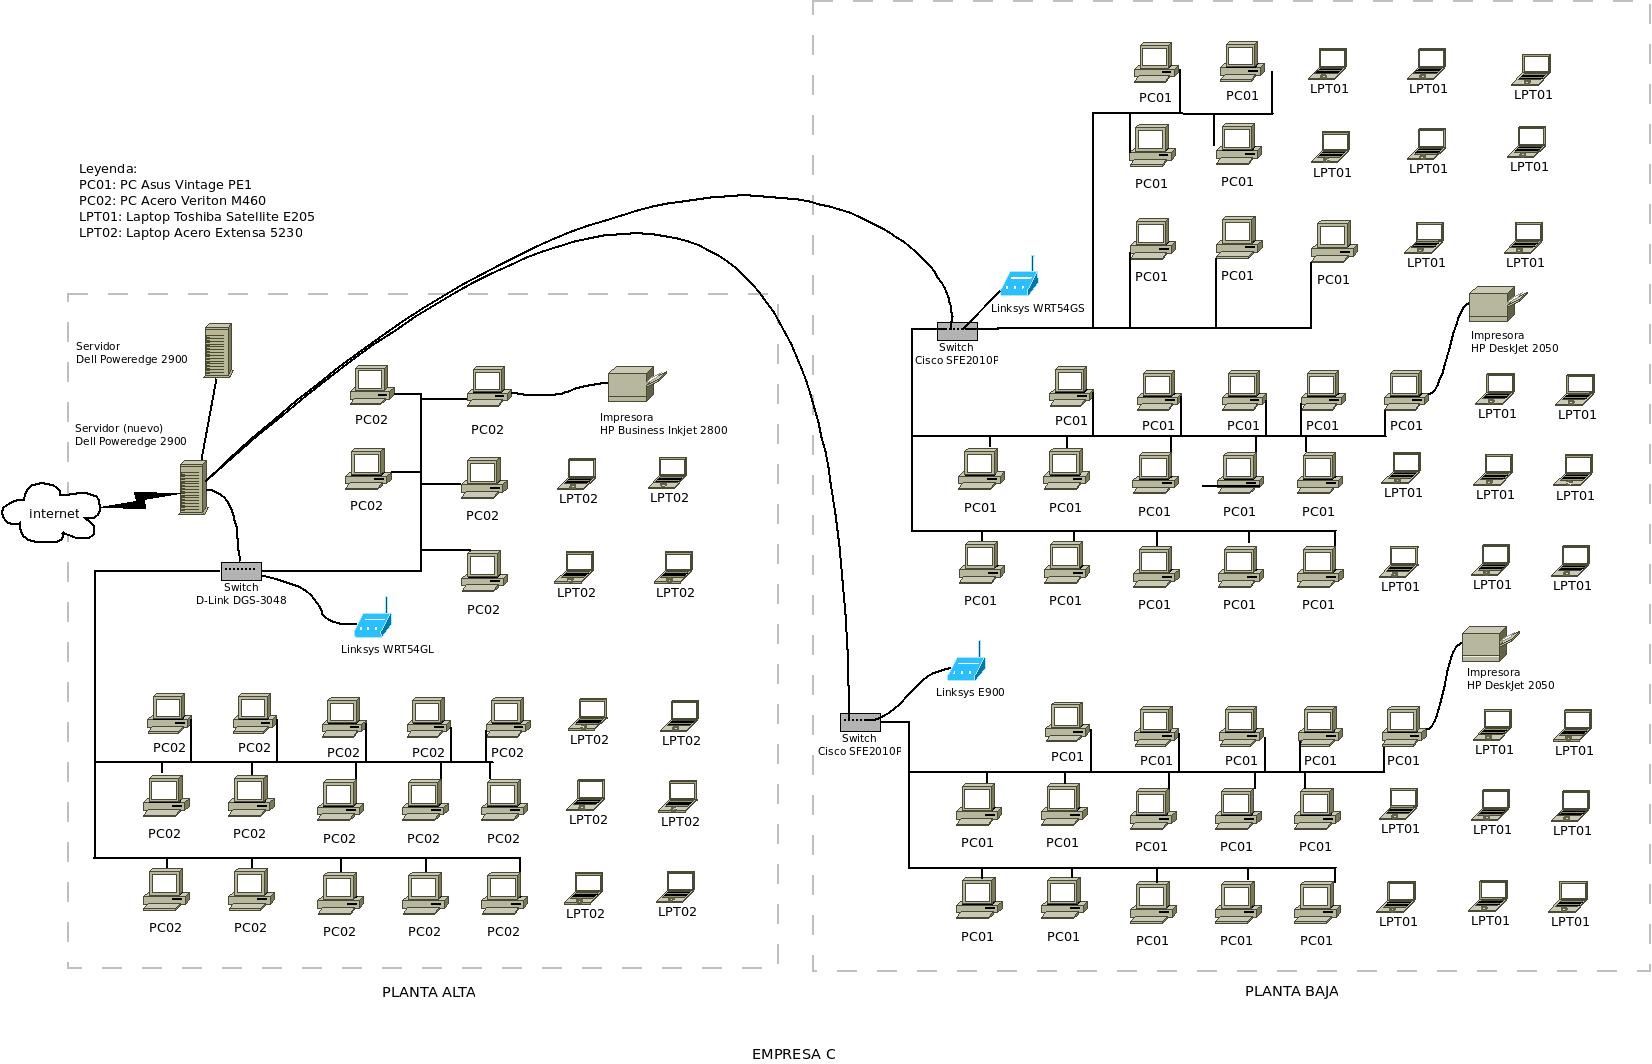 Leyenda:
PC01: PC Asus Vintage PE1
PC02: PC Acero Veriton M460
LPT01: Laptop Toshiba Satellite E205
LPT02: Laptop Acero Extensa 5230
Servidor
Dell Poweredge 2900
Servidor (nuevo)
Dell Poweredge 2900
internet
Switch
D-Link DGS-3048
Linksys WRT54GL
PC02 PC02
Impresora
HP Business Inkjet 2800
PC02 PC02 LPT02 LPT02
PC02 LPT02 LPT02
PC02 PC02 PC02 PC02 PC02 LPT02 LPT02
PC02 PC02 PC02 PC02 PC02 LPT02 LPT02
PC02 PC02 PC02 PC02 PC02 LPT02 LPT02
PLANTA ALTA
PC01 PC01 LPT01 LPT01 LPT01
PC01 PC01 LPT01 LPT01 LPT01
PC01 PC01 PC01 LPT01 LPT01
Linksys WRT54GS
Switch
Cisco SFE2010P
Impresora
HP DeskJet 2050
PC01 PC01 PC01 PC01 PC01 LPT01 LPT01
PC01 PC01 PC01 PC01 PC01 LPT01 LPT01 LPT01
PC01 PC01 PC01 PC01 PC01 LPT01 LPT01 LPT01
Linksys E900
Switch
Cisco SFE2010P
Impresora
HP DeskJet 2050
PC01 PC01 PC01 PC01 PC01 LPT01 LPT01
PC01 PC01 PC01 PC01 PC01 LPT01 LPT01 LPT01
PC01 PC01 PC01 PC01 PC01 LPT01 LPT01 LPT01
PLANTA BAJA
EMPRESA C